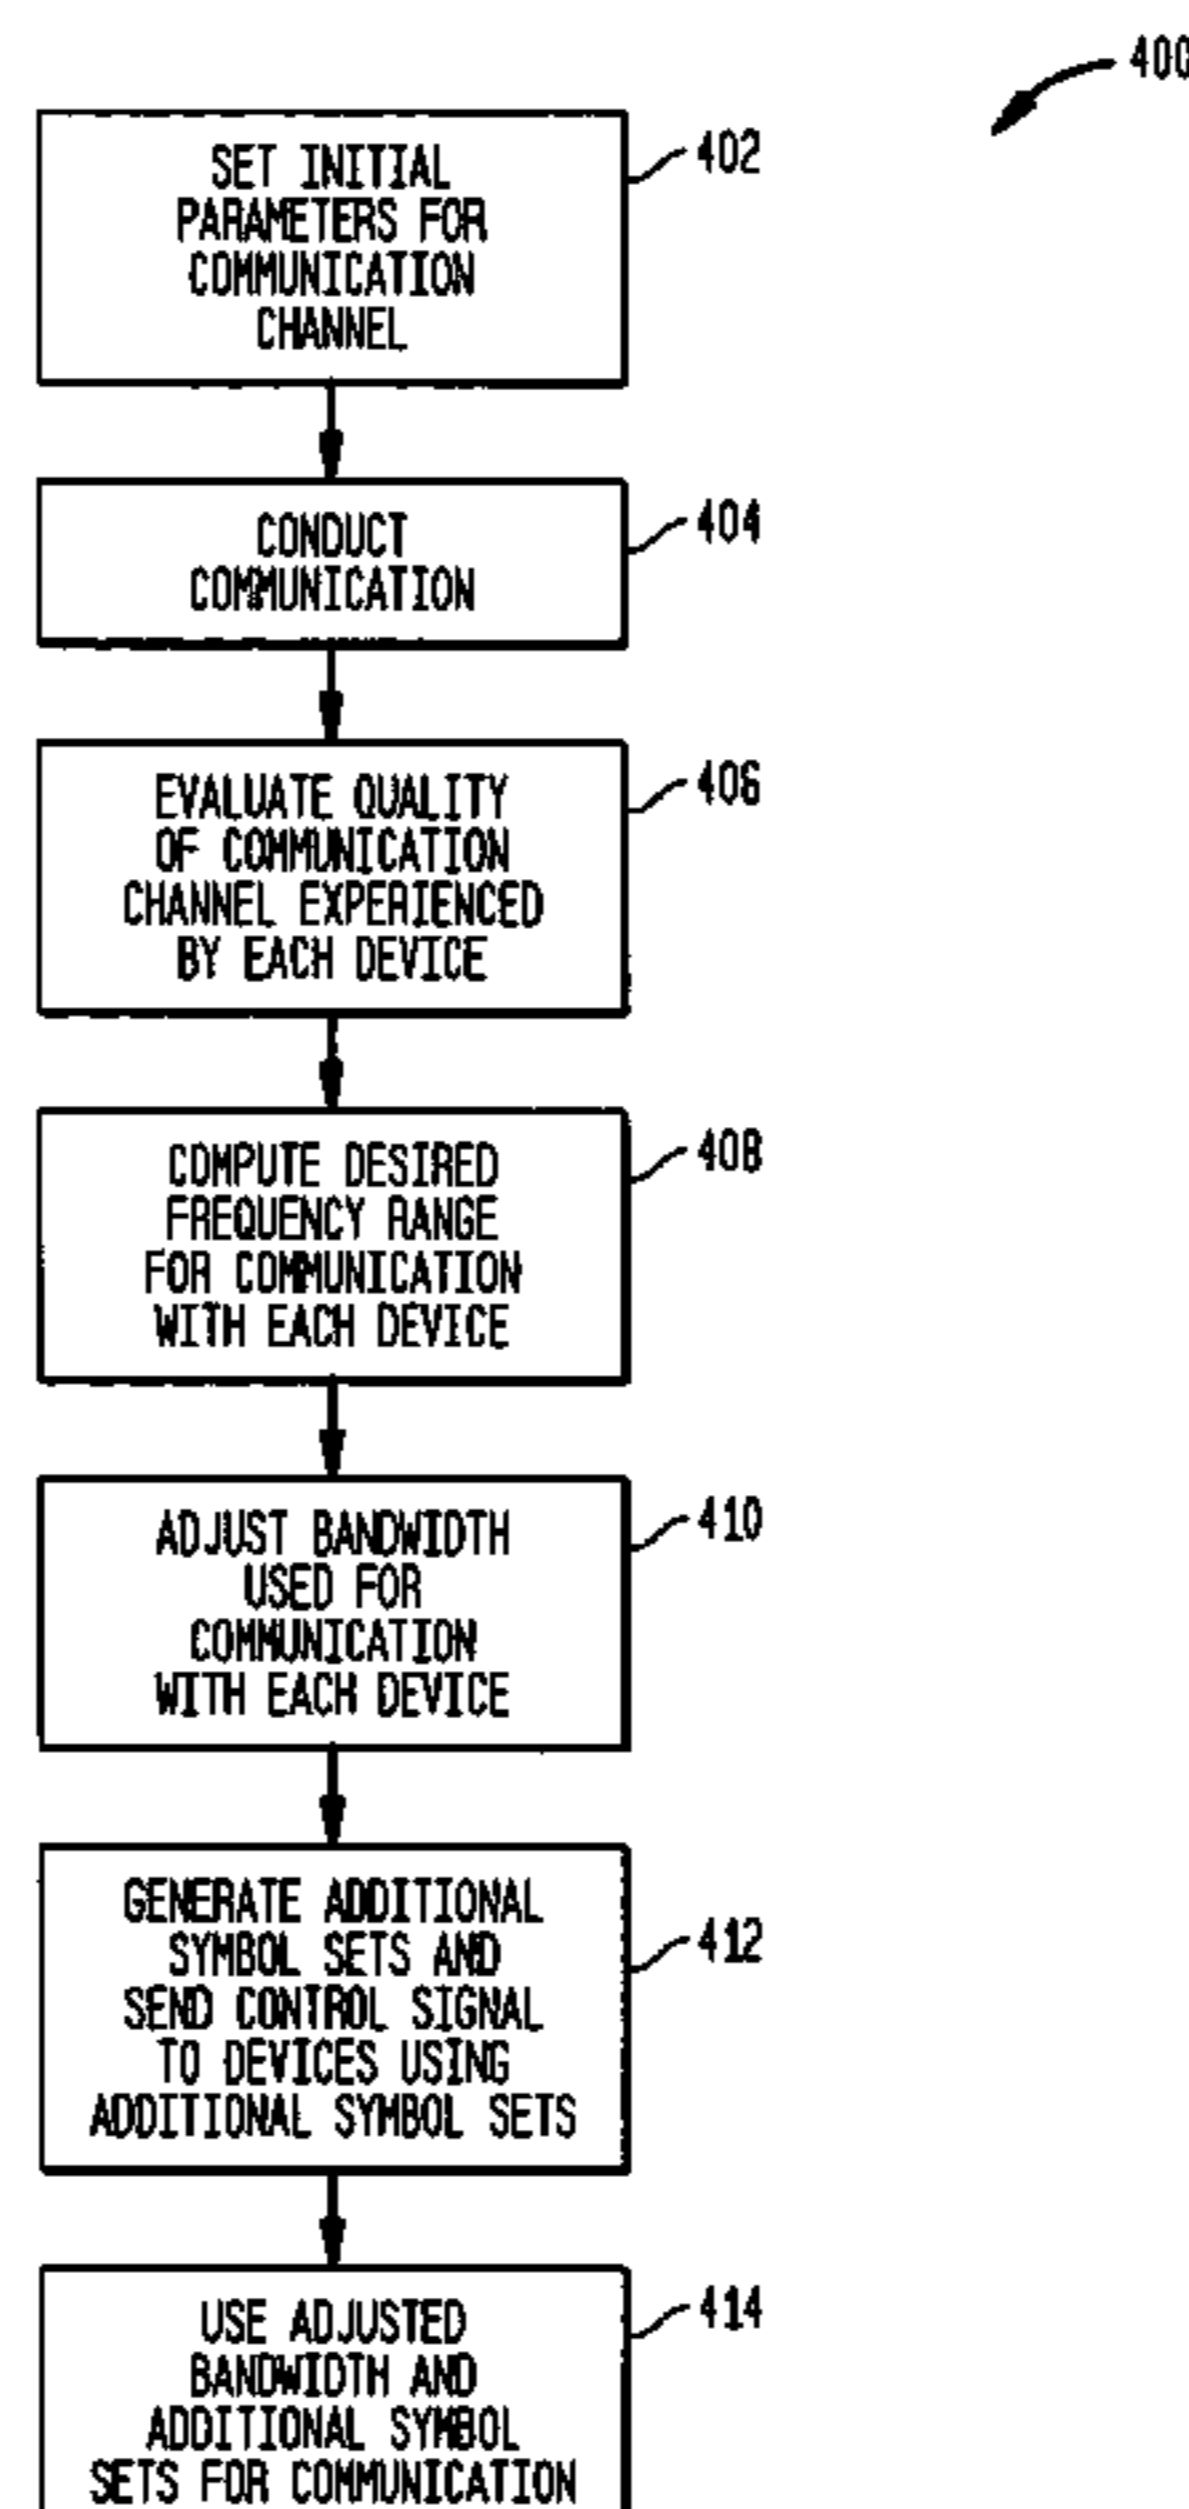 400
SET INITIAL
PARAMETERS FOR
COMMUNICATION
CHANNEL
402
CONDUCT
COMMUNICATION
404
EVALUATE QUALITY
OF COMMUNICATION
CHANNEL EXPERIENCED
BY EACH DEVICE
406
COMPUTE DESIRED
FREQUENCY RANGE
FOR COMMUNICATION
WITH EACH DEVICE
408
ADJUST BANDWIDTH
USED FOR
COMMUNICATION
WITH EACH DEVICE
410
GENERATE ADDITIONAL
SYMBOL SETS AND
SEND CONTROL SIGNAL
TO DEVICES USING
ADDITIONAL SYMBOL SETS
412
USE ADJUSTED
BANDWIDTH AND
ADDITIONAL SYMBOL
SETS FOR COMMUNICATION
414